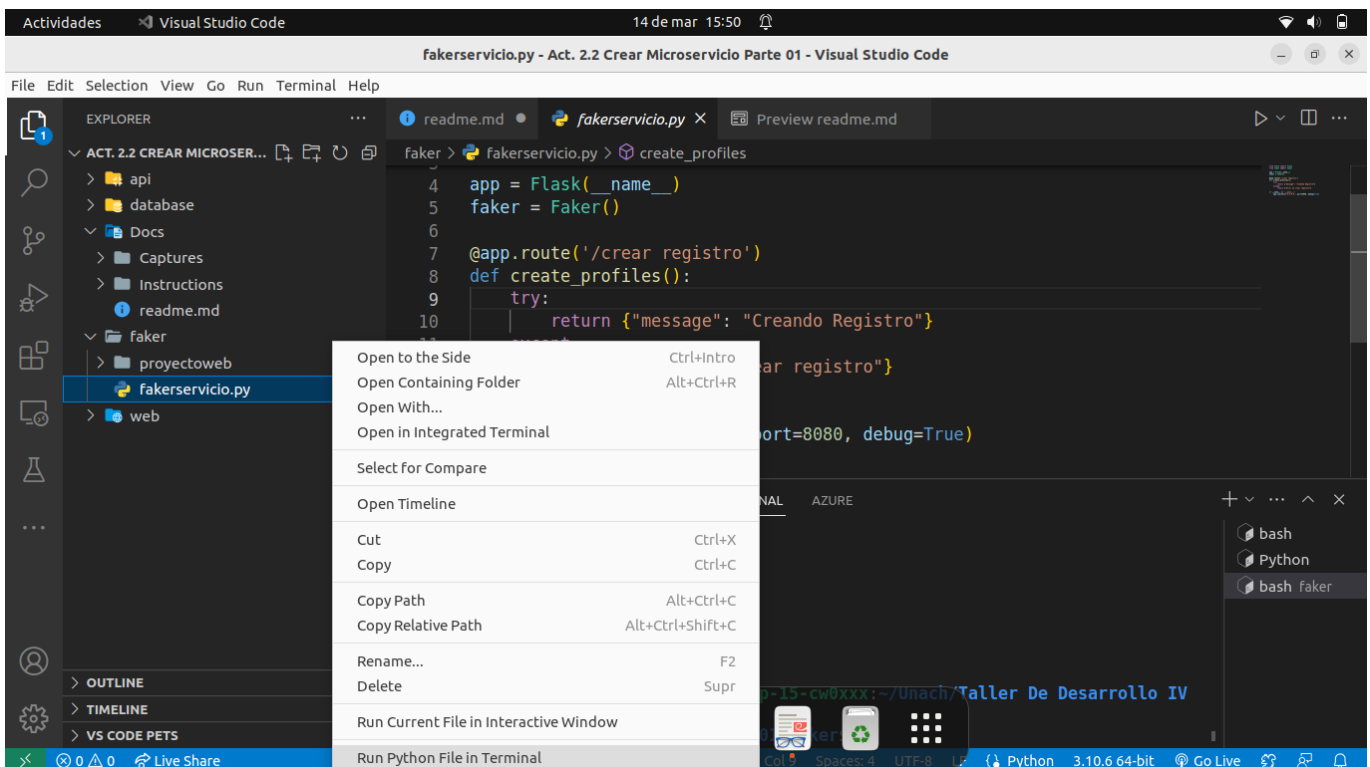 Actividades Visual Studio Code 14 de mar 15:50
fakerservicio.py - Act. 2.2 Crear Microservicio Parte 01 - Visual Studio Code
File Edit Selection View Go Run Terminal Help
1
EXPLORER ...
readme.md ● fakerservicio.py × Preview readme.md
ACT. 2.2 CREAR MICROSER...
faker > fakerservicio.py > create_profiles
api
database
Docs
Captures
Instructions
readme.md
faker
proyectoweb
fakerservicio.py
web
4 app = Flask(__name__)
5 faker = Faker()
6
7 @app.route('/crear registro')
8 def create_profiles():
9 try:
10 return {"message": "Creando Registro"}
ar registro"}
ort=8080, debug=True)
Open to the Side Ctrl+Intro
Open Containing Folder Alt+Ctrl+R
Open With...
Open in Integrated Terminal
Select for Compare
Open Timeline
Cut Ctrl+X
Copy Ctrl+C
Copy Path Alt+Ctrl+C
Copy Relative Path Alt+Ctrl+Shift+C
Rename... F2
Delete Supr
Run Current File in Interactive Window
Run Python File in Terminal
NAL AZURE
bash
Python
bash faker
p-15-cw0xxx:~/Unach/Taller De Desarrollo IV
OUTLINE
TIMELINE
VS CODE PETS
0 0 Live Share
Spaces: 4 UTF-8 LF Python 3.10.6 64-bit Go Live